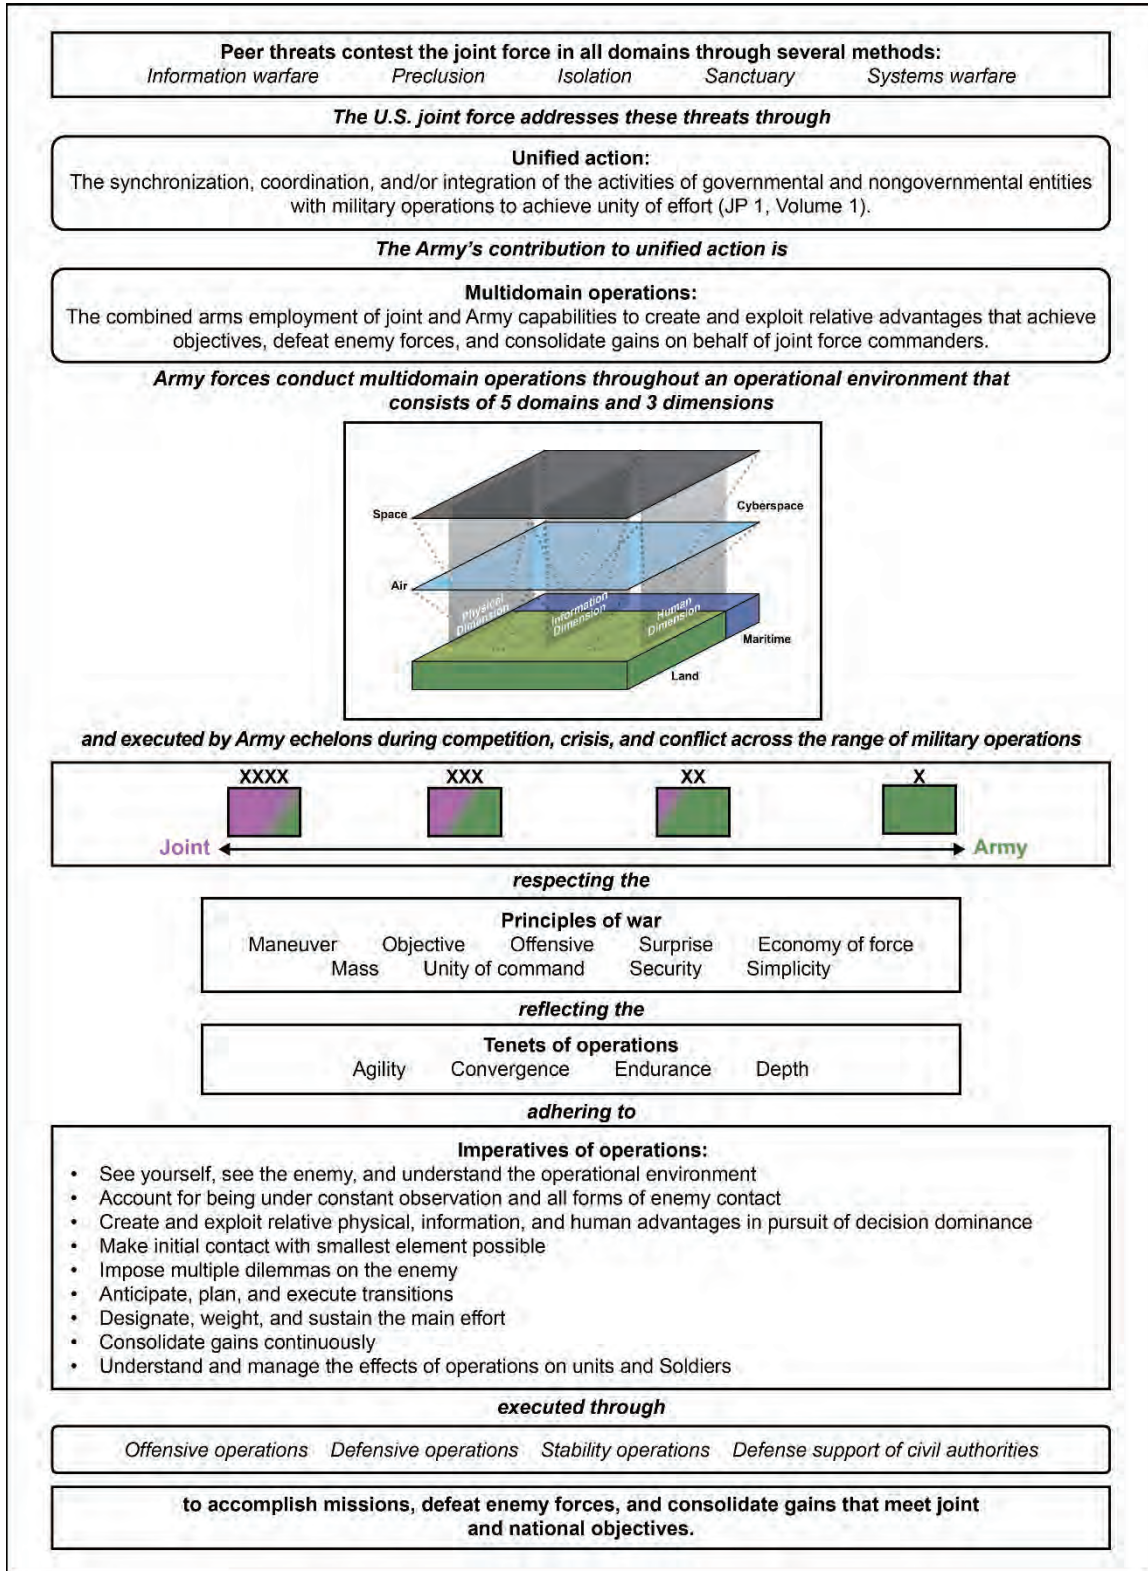 Peer threats contest the joint force in all domains through several methods:
Information warfare Preclusion Isolation Sanctuary Systems warfare
The U.S. joint force addresses these threats through
Unified action:
The synchronization, coordination, and/or integration of the activities of governmental and nongovernmental entities
with military operations to achieve unity of effort (JP 1, Volume 1).
The Army's contribution to unified action is
Multidomain operations:
The combined arms employment of joint and Army capabilities to create and exploit relative advantages that achieve
objectives, defeat enemy forces, and consolidate gains on behalf of joint force commanders.
Army forces conduct multidomain operations throughout an operational environment that
consists of 5 domains and 3 dimensions
Space
Cyberspace
Air
Physical
Dimension
Information
Dimension
Human
Dimension
Maritime
Land
and executed by Army echelons during competition, crisis, and conflict across the range of military operations
XXXX XXX XX X
Joint Army
respecting the
Principles of war
Maneuver Objective Offensive Surprise Economy of force
Mass Unity of command Security Simplicity
reflecting the
Tenets of operations
Agility Convergence Endurance Depth
adhering to
Imperatives of operations:
• See yourself, see the enemy, and understand the operational environment
• Account for being under constant observation and all forms of enemy contact
• Create and exploit relative physical, information, and human advantages in pursuit of decision dominance
• Make initial contact with smallest element possible
• Impose multiple dilemmas on the enemy
• Anticipate, plan, and execute transitions
• Designate, weight, and sustain the main effort
• Consolidate gains continuously
• Understand and manage the effects of operations on units and Soldiers
executed through
Offensive operations Defensive operations Stability operations Defense support of civil authorities
to accomplish missions, defeat enemy forces, and consolidate gains that meet joint
and national objectives.